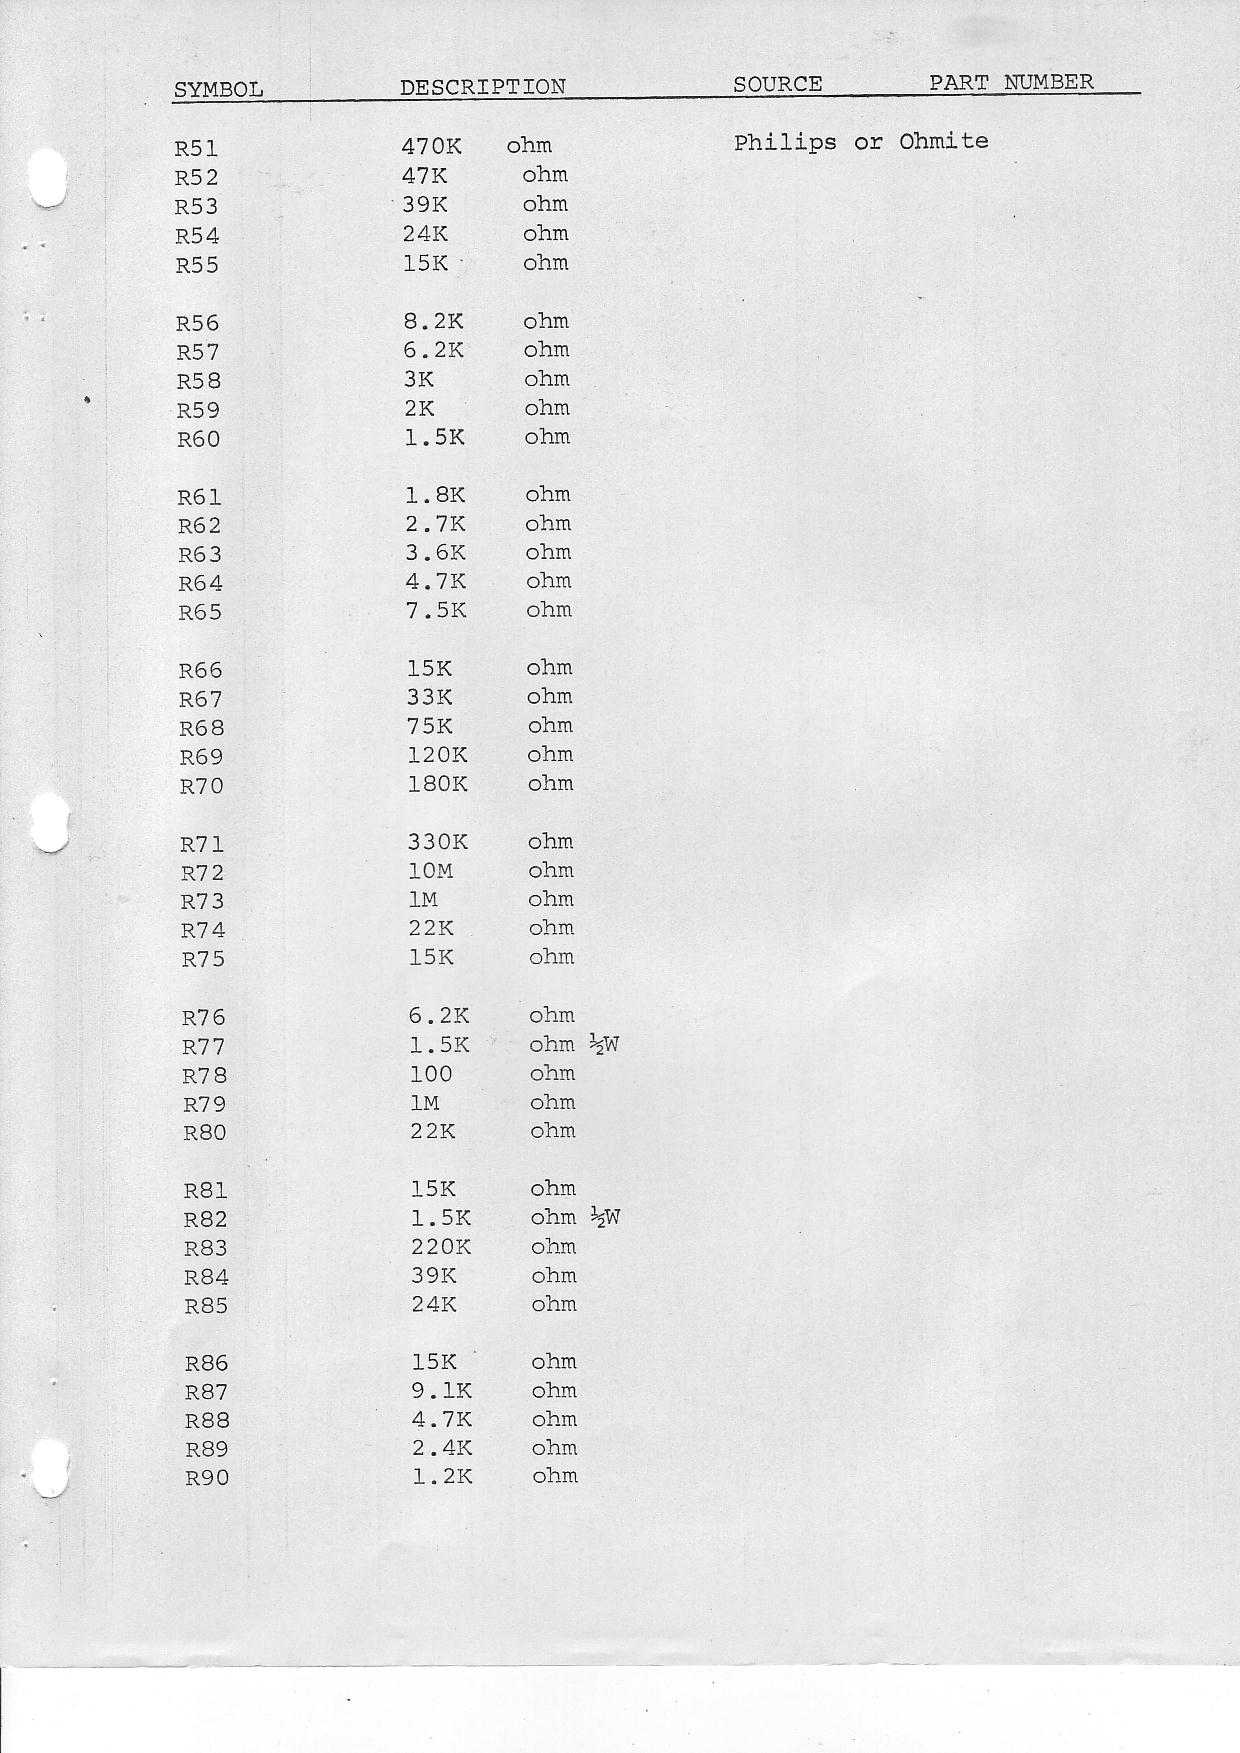 SYMBOL DESCRIPTION SOURCE PART NUMBER
R51 470K ohm Philips or Ohmite
R52 47K ohm
R53 39K ohm
R54 24K ohm
R55 15K ohm
R56 8.2K ohm
R57 6.2K ohm
R58 3K ohm
R59 2K ohm
R60 1.5K ohm
R61 1.8K ohm
R62 2.7K ohm
R63 3.6K ohm
R64 4.7K ohm
R65 7.5K ohm
R66 15K ohm
R67 33K ohm
R68 75K ohm
R69 120K ohm
R70 180K ohm
R71 330K ohm
R72 10M ohm
R73 1M ohm
R74 22K ohm
R75 15K ohm
R76 6.2K ohm
R77 1.5K ohm ½W
R78 100 ohm
R79 1M ohm
R80 22K ohm
R81 15K ohm
R82 1.5K ohm ½W
R83 220K ohm
R84 39K ohm
R85 24K ohm
R86 15K ohm
R87 9.1K ohm
R88 4.7K ohm
R89 2.4K ohm
R90 1.2K ohm